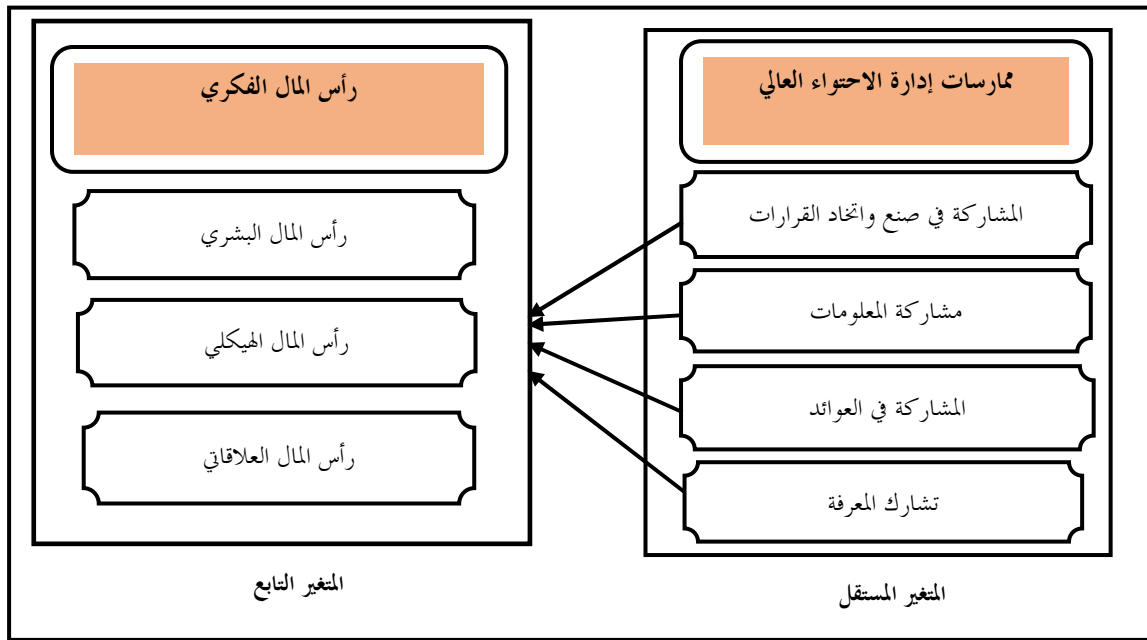 ممارسات إدارة الاحتواء العالي
المشاركة في صنع واتخاد القرارات
مشاركة المعلومات
المشاركة في العوائد
تشارك المعرفة
المتغير المستقل
رأس المال الفكري
رأس المال البشري
رأس المال الهيكلي
رأس المال العلاقاتي
المتغير التابع